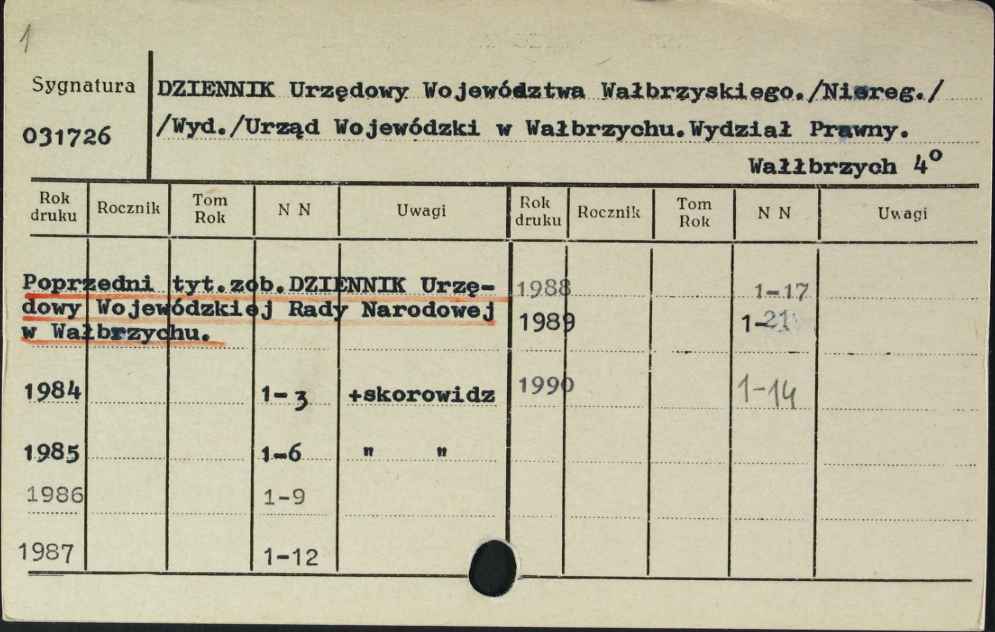 1
Sygnatura
031726
DZIENNIK Urzędowy Województwa Wałbrzyskiego./Niereg./
/Wyd./Urząd Wojewódzki w Wałbrzychu.Wydział Prawny.
Wałłbrzych 4°
Rok druku Rocznik Tom Rok N N Uwagi Rok druku Rocznik Tom Rok N N Uwagi
Poprzedni tyt.zob.DZIENNIK Urzę-
dowy Wojewódzkiej Rady Narodowej
w Wałbrzychu.
1984 1-3 +skorowidz
1985 1-6 " "
1986 1-9
1987 1-12
1988 1-17
1989 1-21
1990 1-14